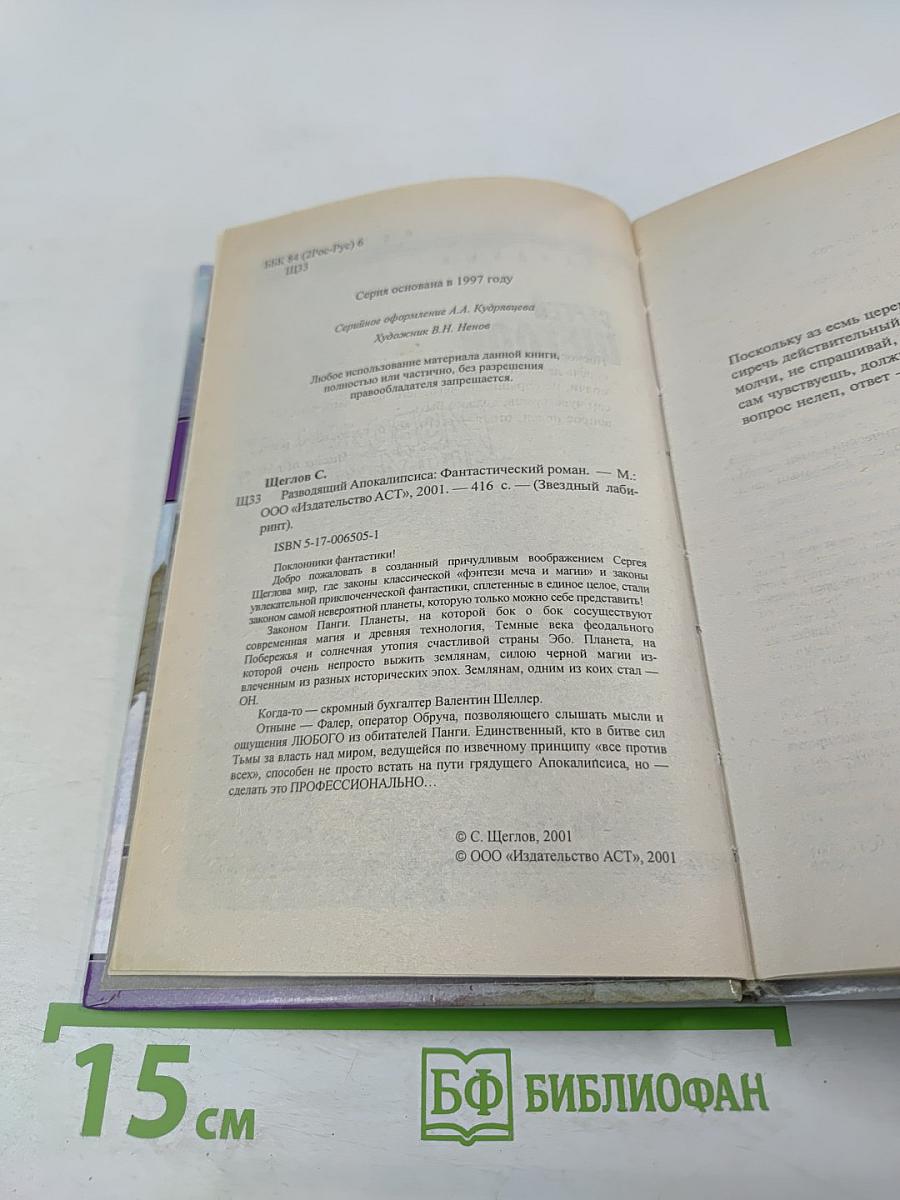 ББК 84 (2Рос-Рус) 6
Щ33
Серия основана в 1997 году
Серийное оформление А.А. Кудрявцева
Художник В.Н. Ненов
Любое использование материала данной книги,
полностью или частично, без разрешения
правообладателя запрещается.
Щеглов С.
Щ33 Разводящий Апокалипсиса: Фантастический роман. — М.:
ООО «Издательство АСТ», 2001. — 416 с. — (Звездный лаби-
ринт).
ISBN 5-17-006505-1
Поклонники фантастики!
Добро пожаловать в созданный причудливым воображением Сергея
Щеглова мир, где законы классической «фэнтези меча и магии» и законы
увлекательной приключенческой фантастики, сплетенные в единое целое, стали
законом самой невероятной планеты, которую только можно себе представить!
Законом Панги. Планеты, на которой бок о бок сосуществуют
современная магия и древняя технология, Темные века феодального
Побережья и солнечная утопия счастливой страны Эбо. Планета, на
которой очень непросто выжить землянам, силою черной магии из-
влеченным из разных исторических эпох. Землянам, одним из коих стал —
ОН.
Когда-то — скромный бухгалтер Валентин Шеллер.
Отныне — Фалер, оператор Обруча, позволяющего слышать мысли и
ощущения ЛЮБОГО из обитателей Панги. Единственный, кто в битве сил
Тьмы за власть над миром, ведущейся по извечному принципу «все против
всех», способен не просто встать на пути грядущего Апокалипсиса, но —
сделать это ПРОФЕССИОНАЛЬНО…
© С. Щеглов, 2001
© ООО «Издательство АСТ», 2001
Поскольку аз есмь церем
сиречь действительный
молчи, не спрашивай,
сам чувствуешь, долж
вопрос нелеп, ответ –
15 см
БФ БИБЛИОФАН